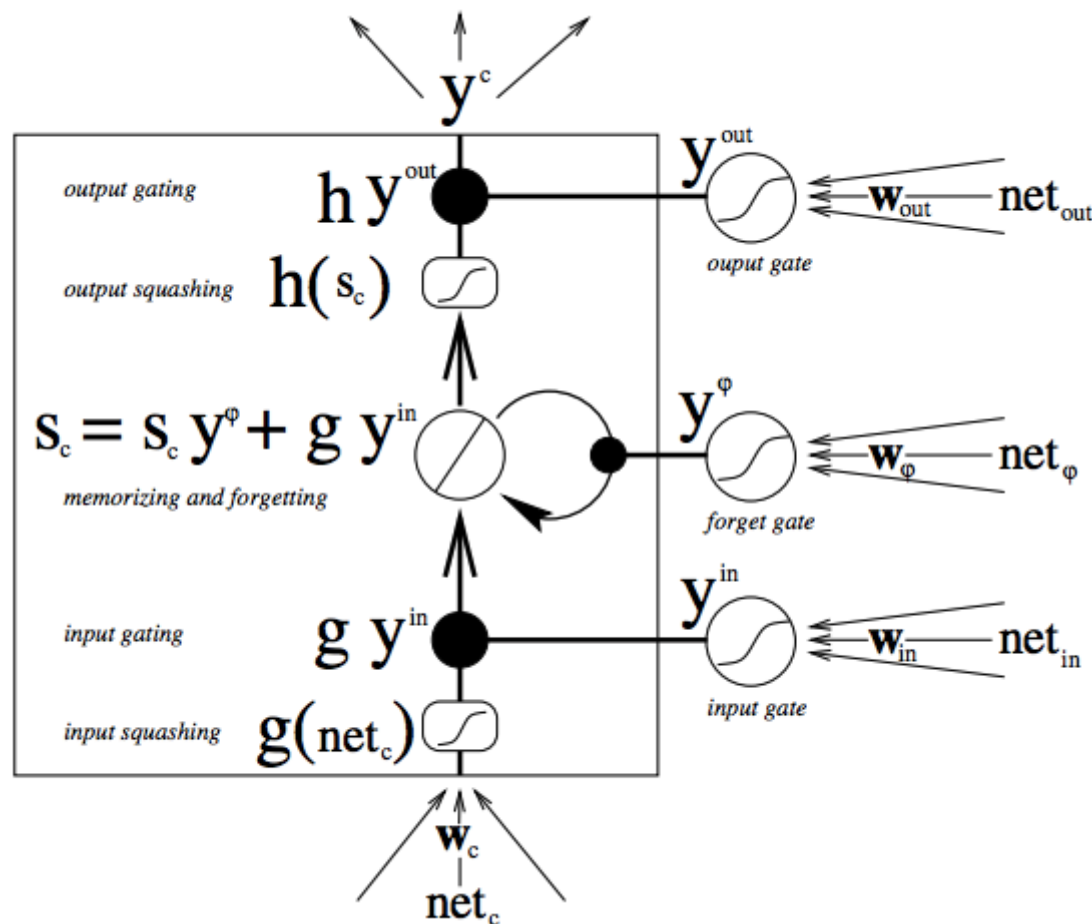 y^c
y^out
output gating
h y^out
w_out
net_out
ouput gate
output squashing
h(s_c)
y^φ
s_c = s_c y^φ + g y^in
w_φ
net_φ
memorizing and forgetting
forget gate
y^in
input gating
g y^in
w_in
net_in
input gate
input squashing
g(net_c)
w_c
net_c